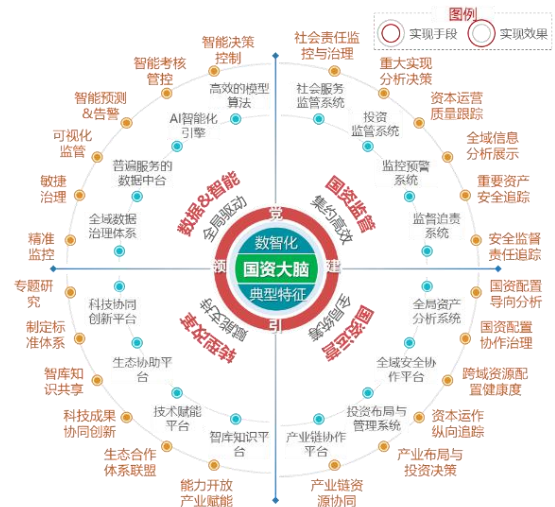 图例
实现手段
实现效果
智能决策
控制
智能考核
管控
智能预测
&告警
可视化
监管
敏捷
治理
精准
监控
高效的模型
算法
AI智能化
引擎
普遍服务的
数据中台
全域数据
治理体系
数据&智能
全局驱动
社会责任监
控与治理
重大实现
分析决策
资本运营
质量跟踪
全域信息
分析展示
重要资产
安全追踪
安全监督
责任追踪
社会服务
监管系统
投资
监管系统
监控预警
系统
监督追责
系统
国资监管
集约高效
党
建
引
领
数智化
国资大脑
典型特征
专题研
究
制定标
准体系
智库知
识共享
科技成果
协同创新
生态合作
体系联盟
能力开放
产业赋能
科技协同
创新平台
生态协助平
台
技术赋能
平台
智库知识平
台
转型改革
赋能支持
国资配置
导向分析
国资配置
协作治理
跨域资源配
置健康度
资本运作
纵向追踪
产业布局与
投资决策
产业链资
源协同
全局资产
分析系统
全域安全协
作平台
投资布局与
管理系统
产业链协作
平台
国资运营
全局统筹